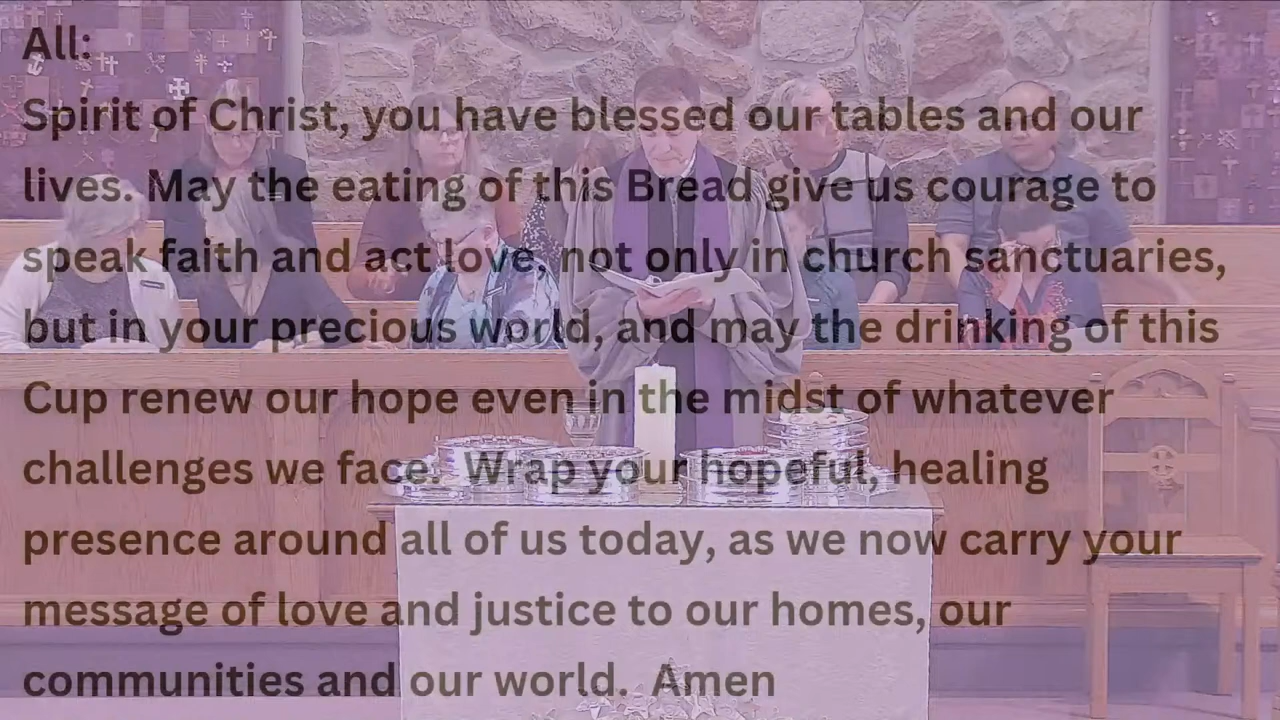 All:
Spirit of Christ, you have blessed our tables and our
lives. May the eating of this Bread give us courage to
speak faith and act love, not only in church sanctuaries,
but in your precious world, and may the drinking of this
Cup renew our hope even in the midst of whatever
challenges we face.  Wrap your hopeful, healing
presence around all of us today, as we now carry your
message of love and justice to our homes, our
communities and our world.  Amen